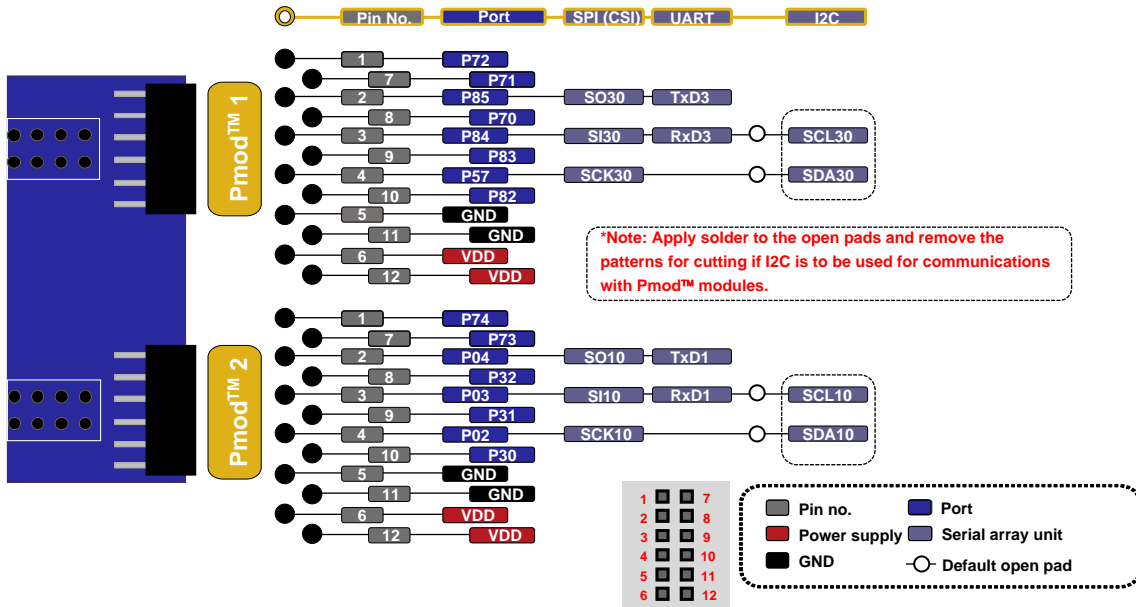 Pin No. Port SPI (CSI) UART I2C
Pmod™ 1
1 P72
7 P71
2 P85 SO30 TxD3
8 P70
3 P84 SI30 RxD3 SCL30
9 P83
4 P57 SCK30 SDA30
10 P82
5 GND
11 GND
6 VDD
12 VDD
*Note: Apply solder to the open pads and remove the
patterns for cutting if I2C is to be used for communications
with Pmod™ modules.
Pmod™ 2
1 P74
7 P73
2 P04 SO10 TxD1
8 P32
3 P03 SI10 RxD1 SCL10
9 P31
4 P02 SCK10 SDA10
10 P30
5 GND
11 GND
6 VDD
12 VDD
1 7
2 8
3 9
4 10
5 11
6 12
Pin no. Port
Power supply Serial array unit
GND Default open pad